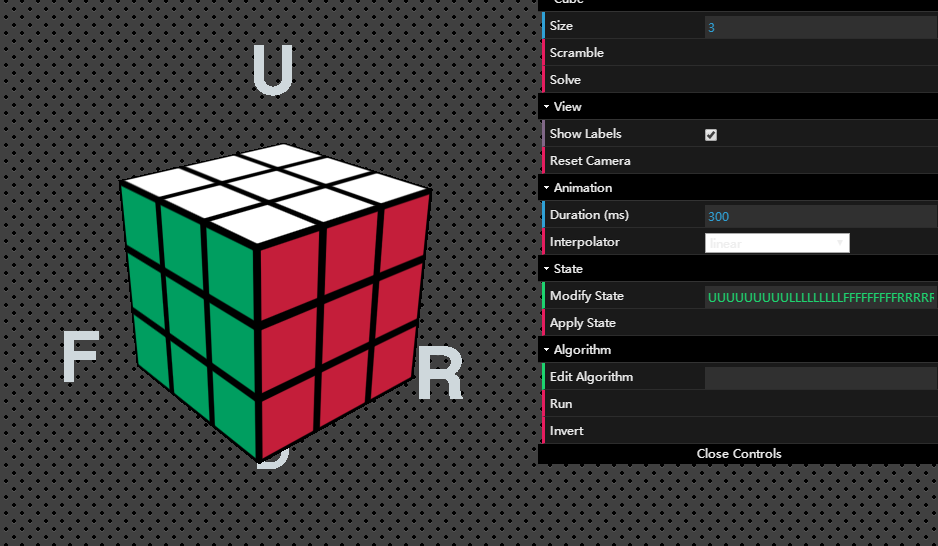 U
F
R
Cube
Size 3
Scramble
Solve
View
Show Labels
Reset Camera
Animation
Duration (ms) 300
Interpolator linear
State
Modify State UUUUUUUUULLLLLLLLLFFFFFFFFFRRRRR
Apply State
Algorithm
Edit Algorithm
Run
Invert
Close Controls